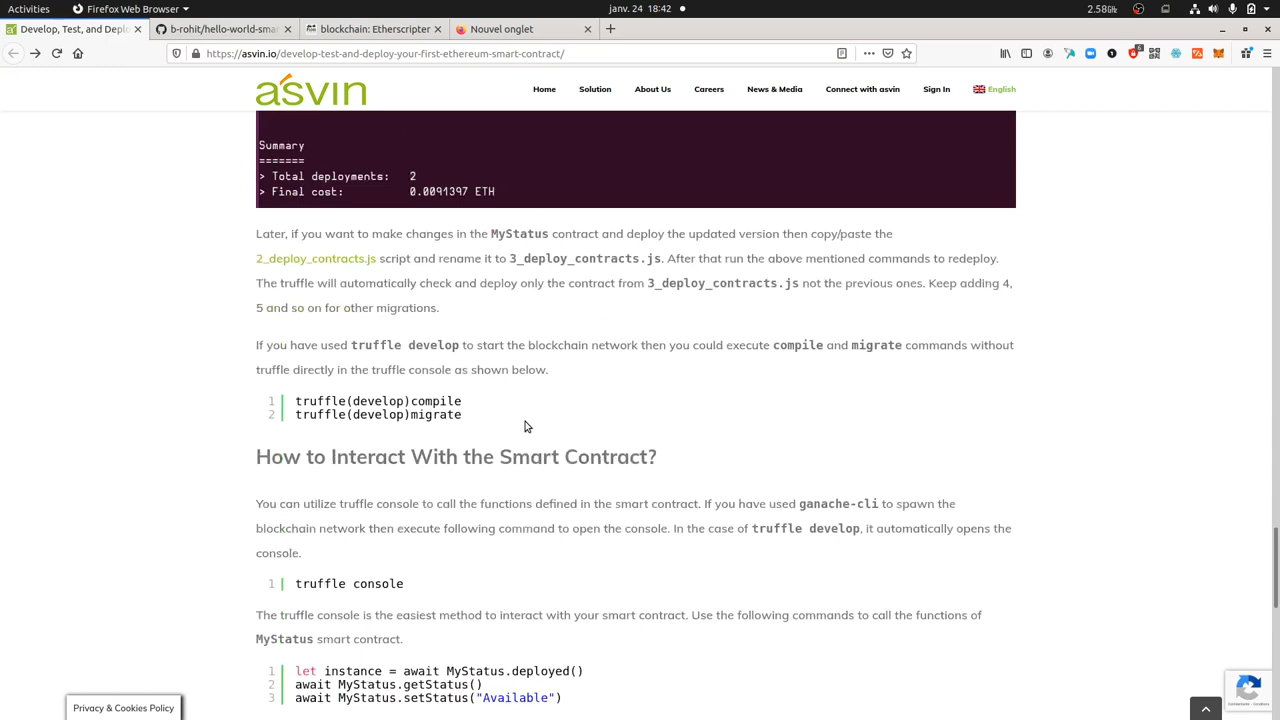 Activities
Firefox Web Browser
janv. 24 18:42
2.58GiB
Develop, Test, and Deplo
b-rohit/hello-world-smar
blockchain: Etherscripter
Nouvel onglet
https://asvin.io/develop-test-and-deploy-your-first-ethereum-smart-contract/
asvin
Home
Solution
About Us
Careers
News & Media
Connect with asvin
Sign In
English
Summary
=======
> Total deployments: 2
> Final cost: 0.0091397 ETH
Later, if you want to make changes in the MyStatus contract and deploy the updated version then copy/paste the
2_deploy_contracts.js script and rename it to 3_deploy_contracts.js. After that run the above mentioned commands to redeploy.
The truffle will automatically check and deploy only the contract from 3_deploy_contracts.js not the previous ones. Keep adding 4,
5 and so on for other migrations.
If you have used truffle develop to start the blockchain network then you could execute compile and migrate commands without
truffle directly in the truffle console as shown below.
1 truffle(develop)compile
2 truffle(develop)migrate
How to Interact With the Smart Contract?
You can utilize truffle console to call the functions defined in the smart contract. If you have used ganache-cli to spawn the
blockchain network then execute following command to open the console. In the case of truffle develop, it automatically opens the
console.
1 truffle console
The truffle console is the easiest method to interact with your smart contract. Use the following commands to call the functions of
MyStatus smart contract.
1 let instance = await MyStatus.deployed()
2 await MyStatus.getStatus()
3 await MyStatus.setStatus("Available")
Privacy & Cookies Policy